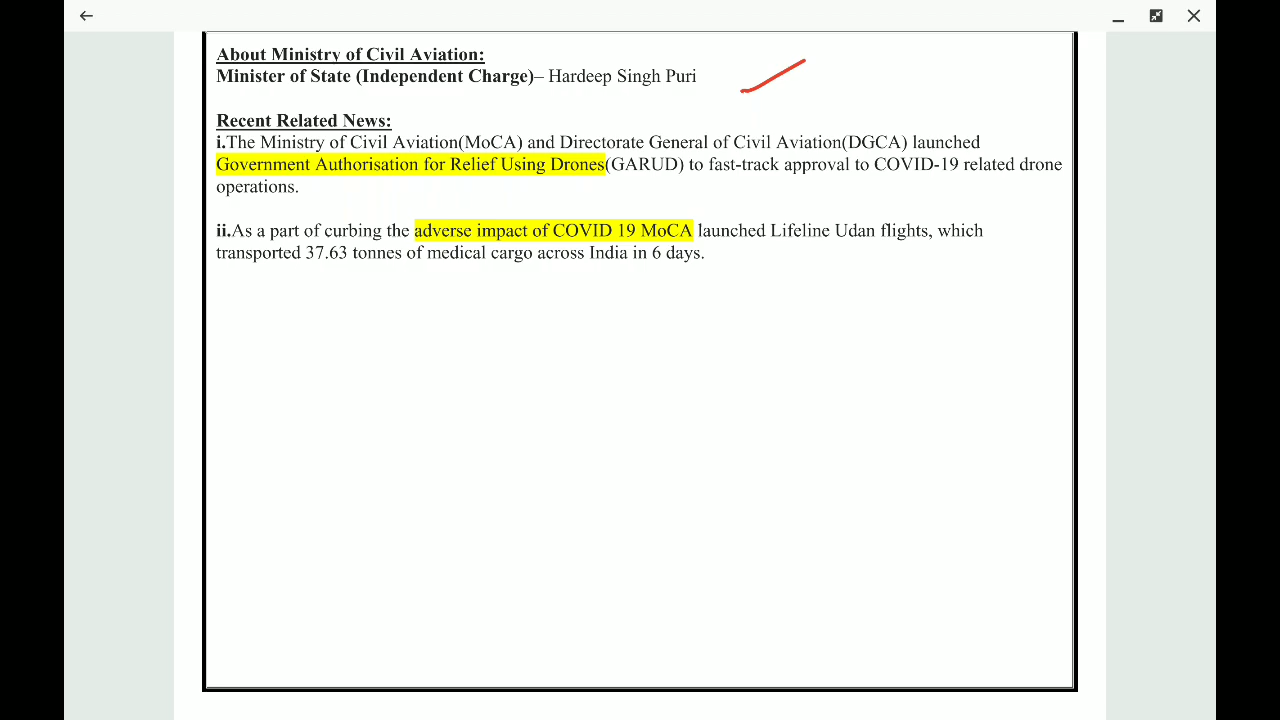 About Ministry of Civil Aviation:
Minister of State (Independent Charge)– Hardeep Singh Puri
Recent Related News:
i.The Ministry of Civil Aviation(MoCA) and Directorate General of Civil Aviation(DGCA) launched
Government Authorisation for Relief Using Drones(GARUD) to fast-track approval to COVID-19 related drone
operations.
ii.As a part of curbing the adverse impact of COVID 19 MoCA launched Lifeline Udan flights, which
transported 37.63 tonnes of medical cargo across India in 6 days.